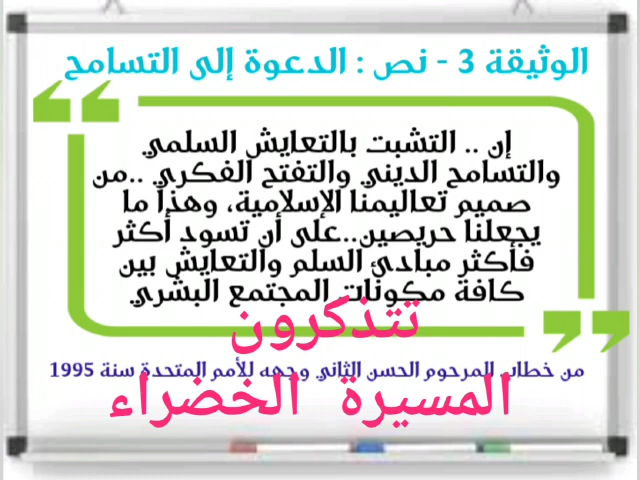 الوثيقة 3 - نص : الدعوة إلى التسامح
إن .. التشبت بالتعايش السلمي
والتسامح الديني والتفتح الفكري ..من
صميم تعاليمنا الإسلامية، وهذا ما
يجعلنا حريصين..على أن تسود أكثر
فأكثر مبادئ السلم والتعايش بين
كافة مكونات المجتمع البشري
تتذكرون
من خطاب المرحوم الحسن الثاني وجهه للأمم المتحدة سنة 1995
المسيرة الخضراء